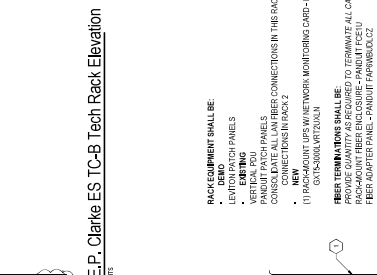 E.P. Clarke ES TC-B Tech Rack Elevation
NTS
RACK EQUIPMENT SHALL BE:
• DEMO
LEVITON PATCH PANELS
• EXISTING
VERTICAL PDU
PANDUIT PATCH PANELS
CONSOLIDATE ALL LAN FIBER CONNECTIONS IN THIS RAC
CONNECTIONS IN RACK 2
• NEW
(1) RACK-MOUNT UPS W/ NETWORK MONITORING CARD -
GXT5-3000LVRT2UXLN
FIBER TERMINATIONS SHALL BE:
PROVIDE QUANTITY AS REQUIRED TO TERMINATE ALL CA
RACK-MOUNT FIBER ENCLOSURE - PANDUIT FCE1U
FIBER ADAPTER PANEL - PANDUIT FAP6WBUDLCZ